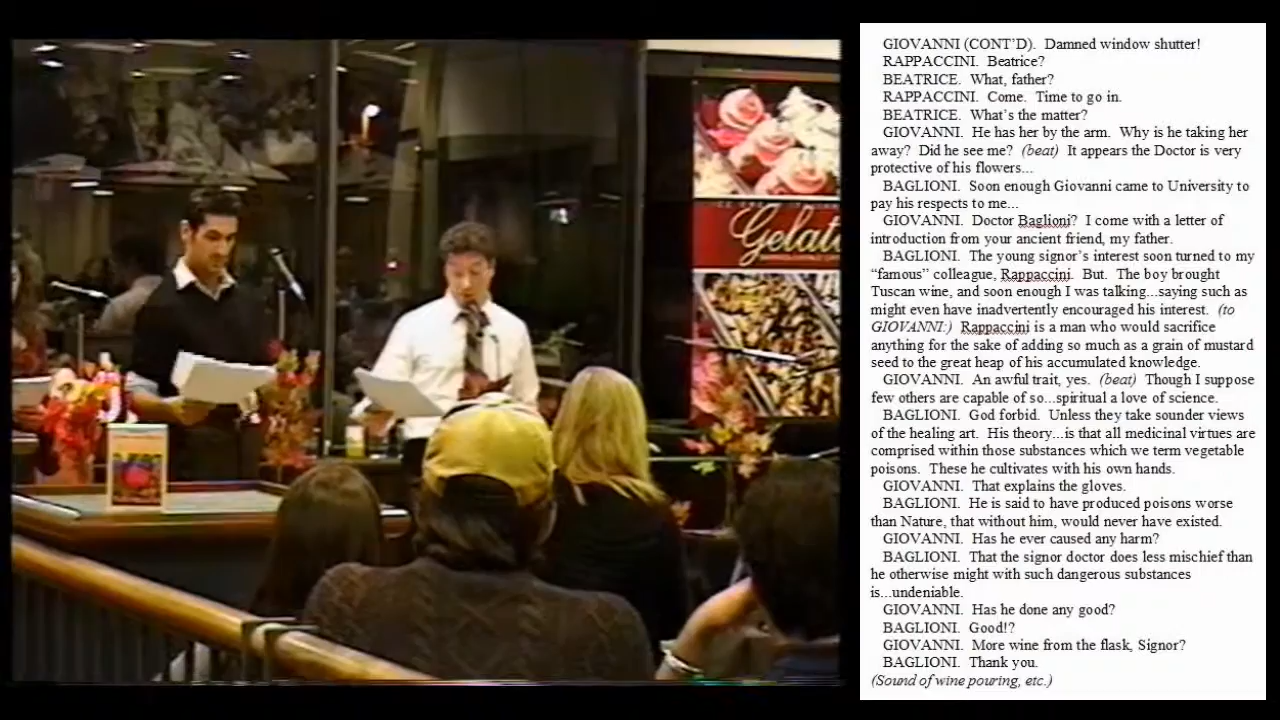 GIOVANNI (CONT'D). Damned window shutter!
RAPPACCINI. Beatrice?
BEATRICE. What, father?
RAPPACCINI. Come. Time to go in.
BEATRICE. What's the matter?
GIOVANNI. He has her by the arm. Why is he taking her
away? Did he see me? (beat) It appears the Doctor is very
protective of his flowers...
BAGLIONI. Soon enough Giovanni came to University to
pay his respects to me...
GIOVANNI. Doctor Baglioni? I come with a letter of
introduction from your ancient friend, my father.
BAGLIONI. The young signor's interest soon turned to my
“famous” colleague, Rappaccini. But. The boy brought
Tuscan wine, and soon enough I was talking...saying such as
might even have inadvertently encouraged his interest. (to
GIOVANNI:) Rappaccini is a man who would sacrifice
anything for the sake of adding so much as a grain of mustard
seed to the great heap of his accumulated knowledge.
GIOVANNI. An awful trait, yes. (beat) Though I suppose
few others are capable of so...spiritual a love of science.
BAGLIONI. God forbid. Unless they take sounder views
of the healing art. His theory...is that all medicinal virtues are
comprised within those substances which we term vegetable
poisons. These he cultivates with his own hands.
GIOVANNI. That explains the gloves.
BAGLIONI. He is said to have produced poisons worse
than Nature, that without him, would never have existed.
GIOVANNI. Has he ever caused any harm?
BAGLIONI. That the signor doctor does less mischief than
he otherwise might with such dangerous substances
is...undeniable.
GIOVANNI. Has he done any good?
BAGLIONI. Good!?
GIOVANNI. More wine from the flask, Signor?
BAGLIONI. Thank you.
(Sound of wine pouring, etc.)
Gelat